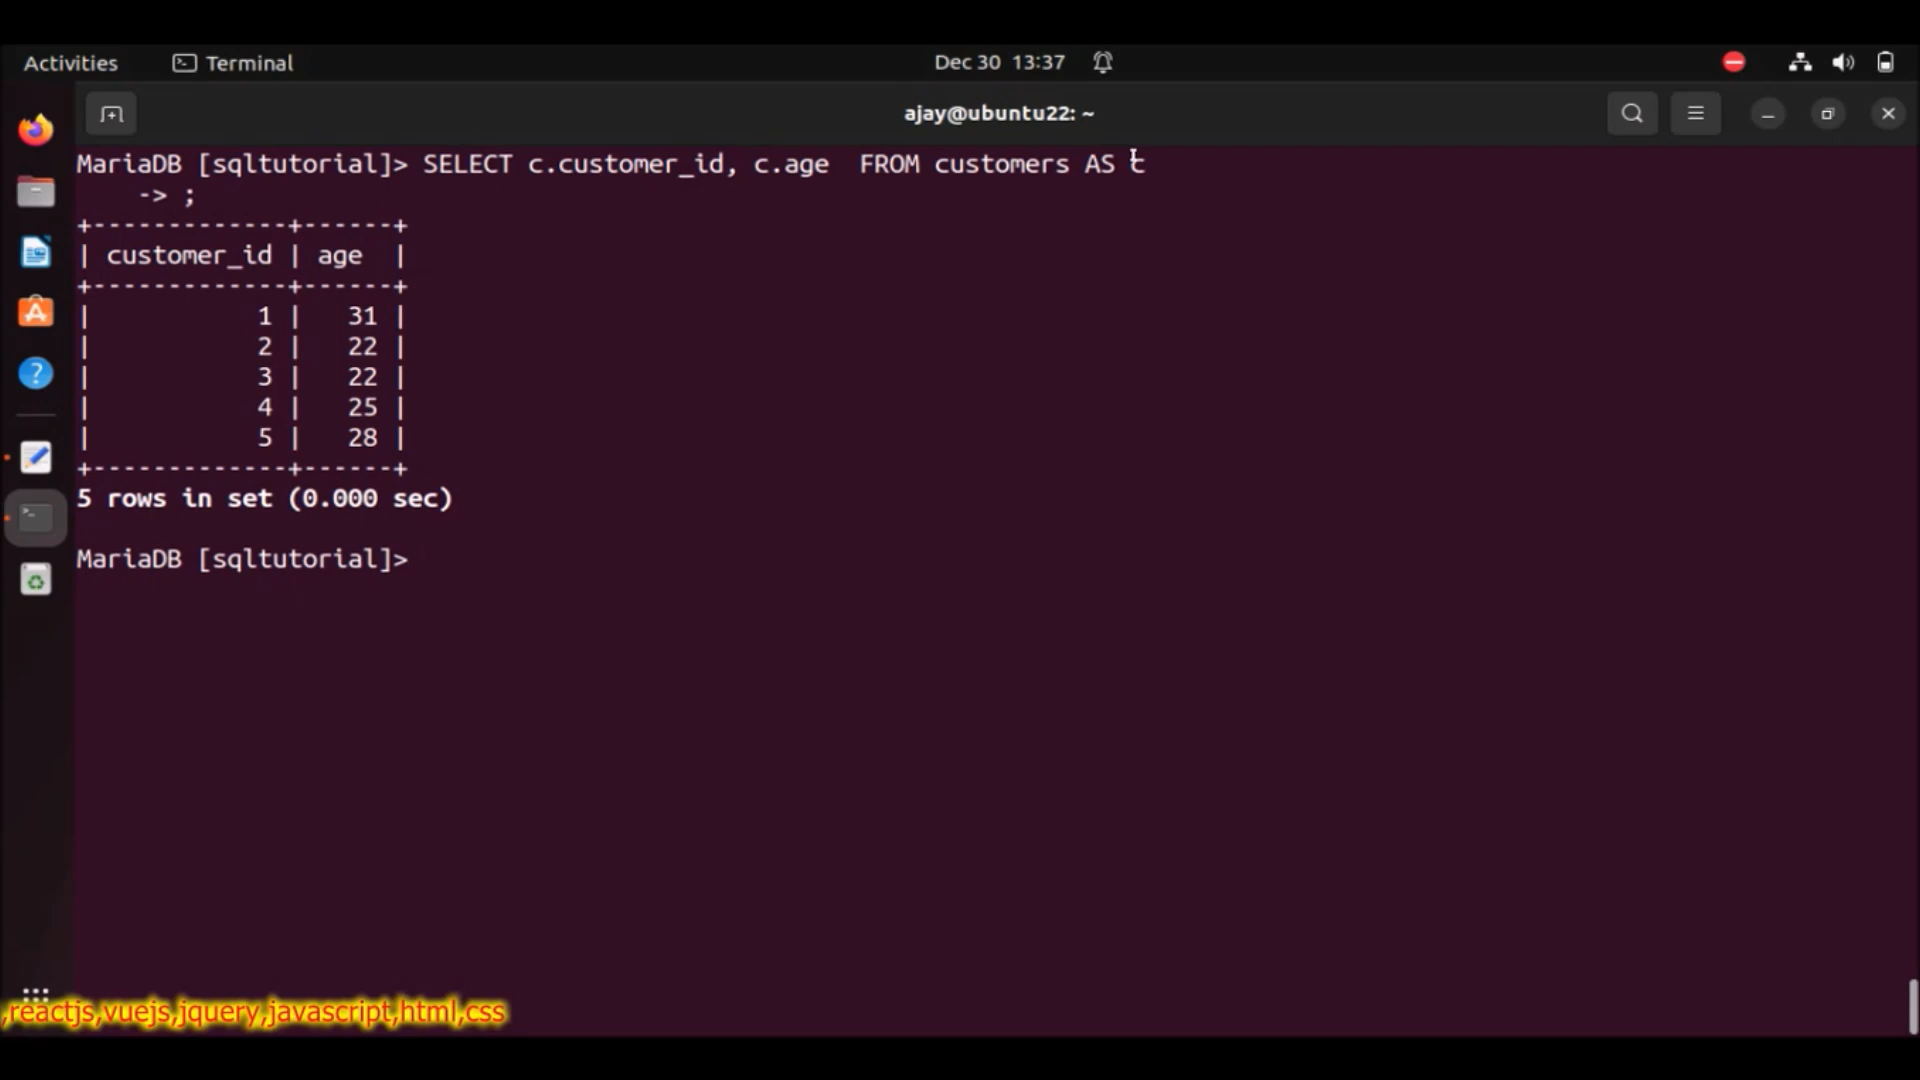 Activities Terminal Dec 30 13:37
ajay@ubuntu22: ~
MariaDB [sqltutorial]> SELECT c.customer_id, c.age  FROM customers AS c
    -> ;
+-------------+------+
| customer_id | age  |
+-------------+------+
|           1 |   31 |
|           2 |   22 |
|           3 |   22 |
|           4 |   25 |
|           5 |   28 |
+-------------+------+
5 rows in set (0.000 sec)
MariaDB [sqltutorial]>
,reactjs,vuejs,jquery,javascript,html,css